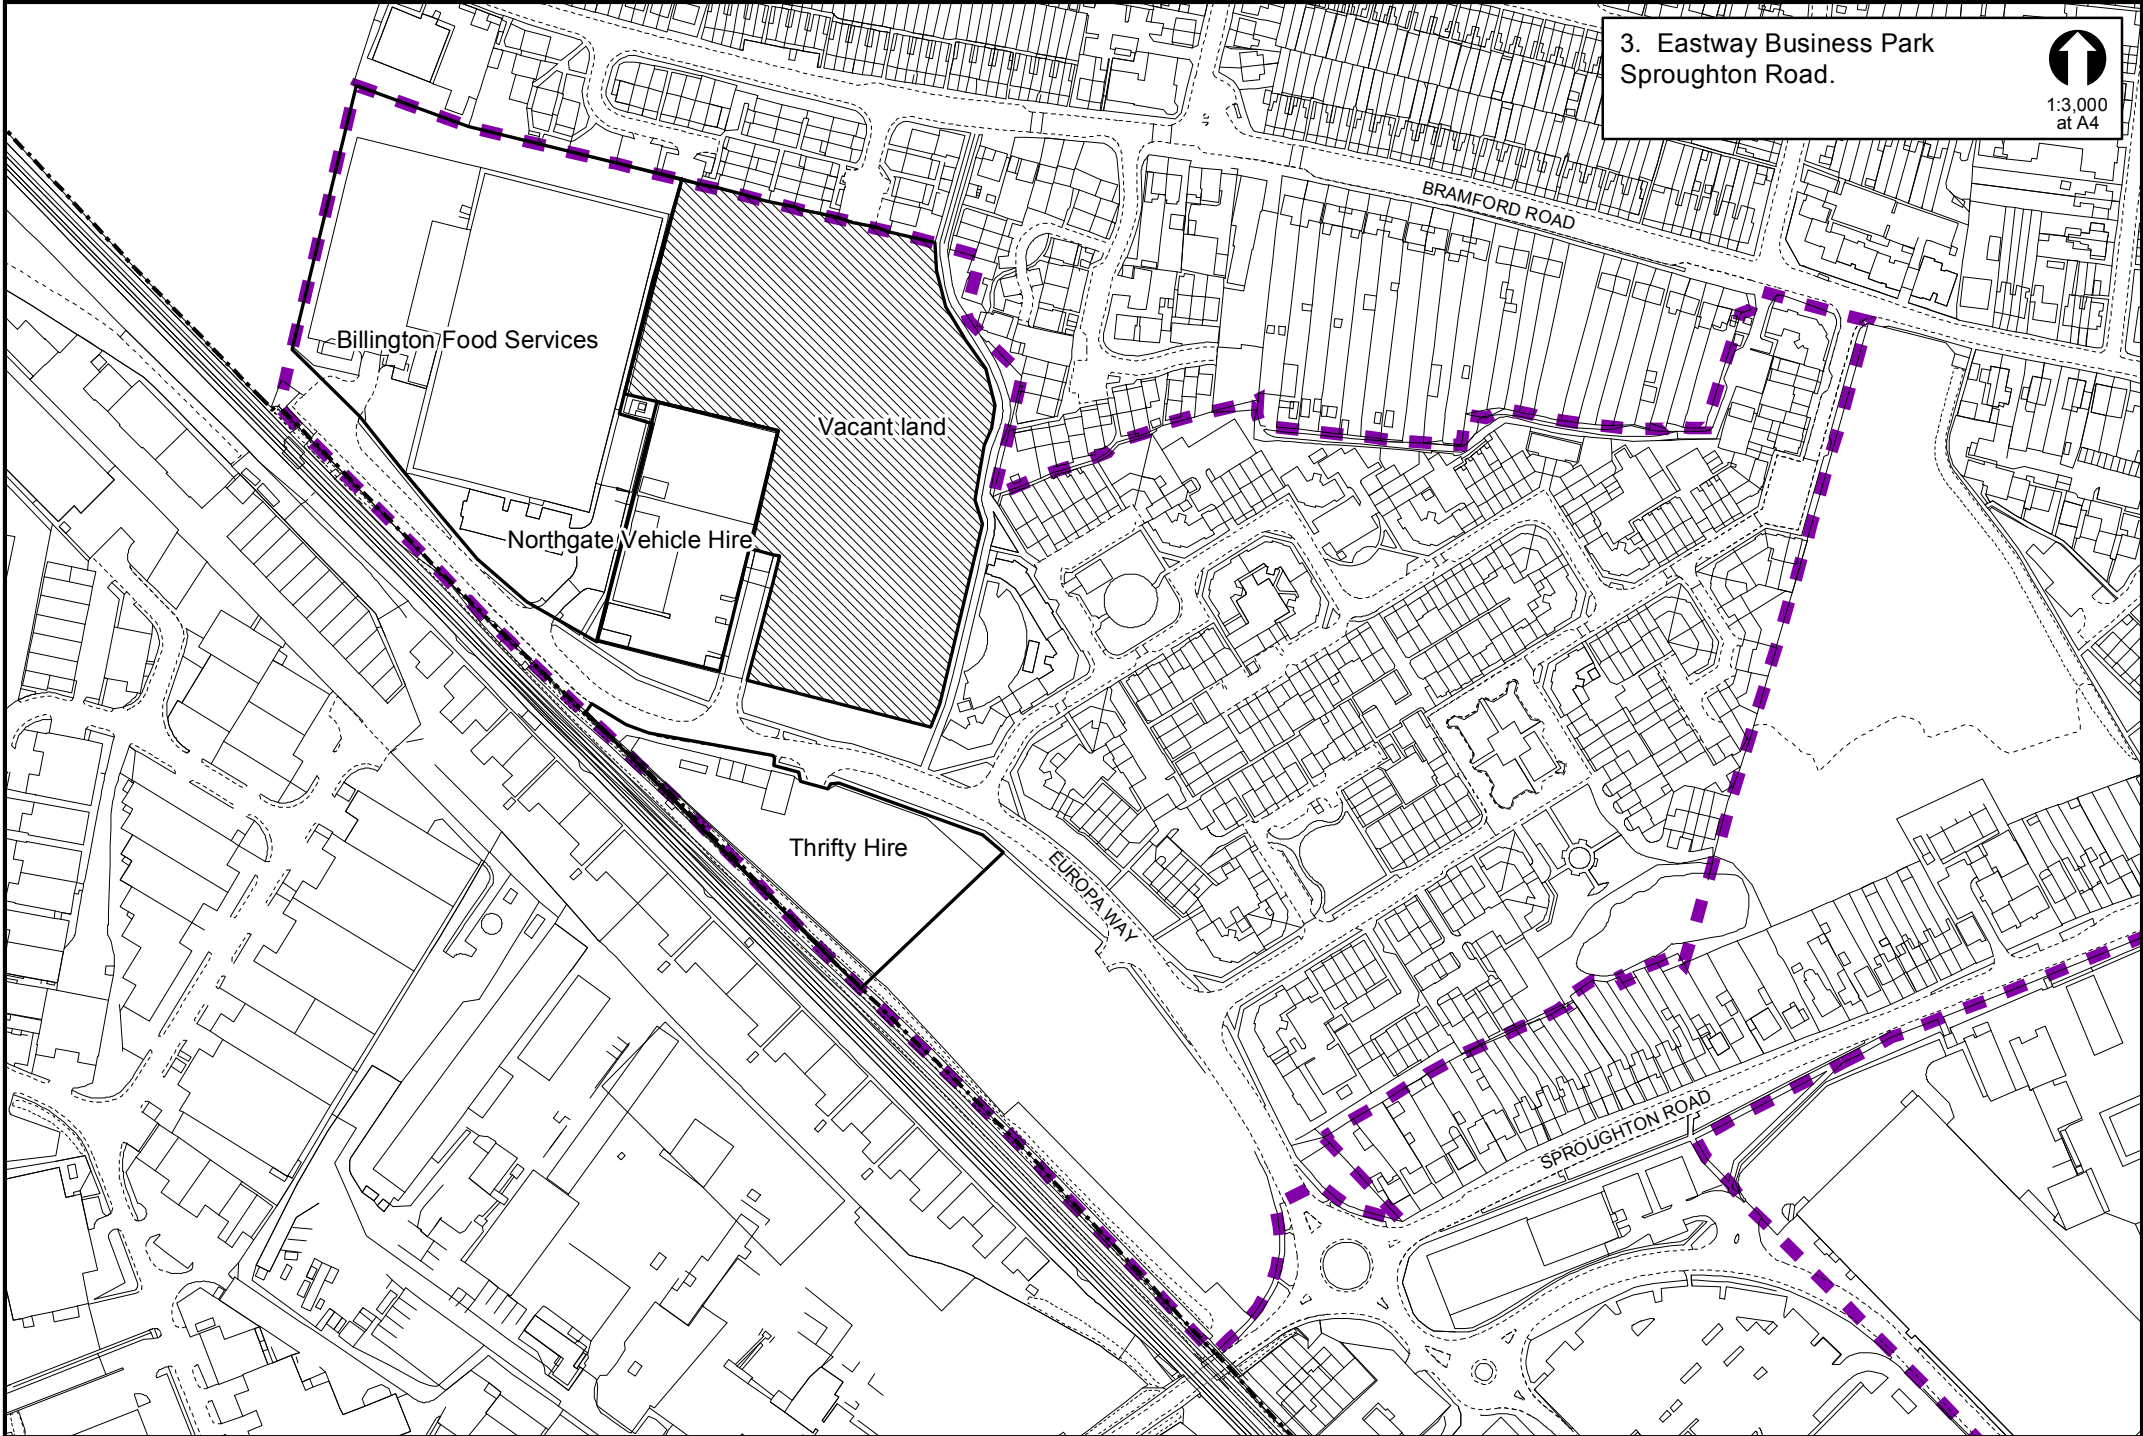 3. Eastway Business Park
Sproughton Road.
1:3,000
at A4
BRAMFORD ROAD
Billington Food Services
Vacant land
Northgate Vehicle Hire
Thrifty Hire
EUROPA WAY
SPROUGHTON ROAD